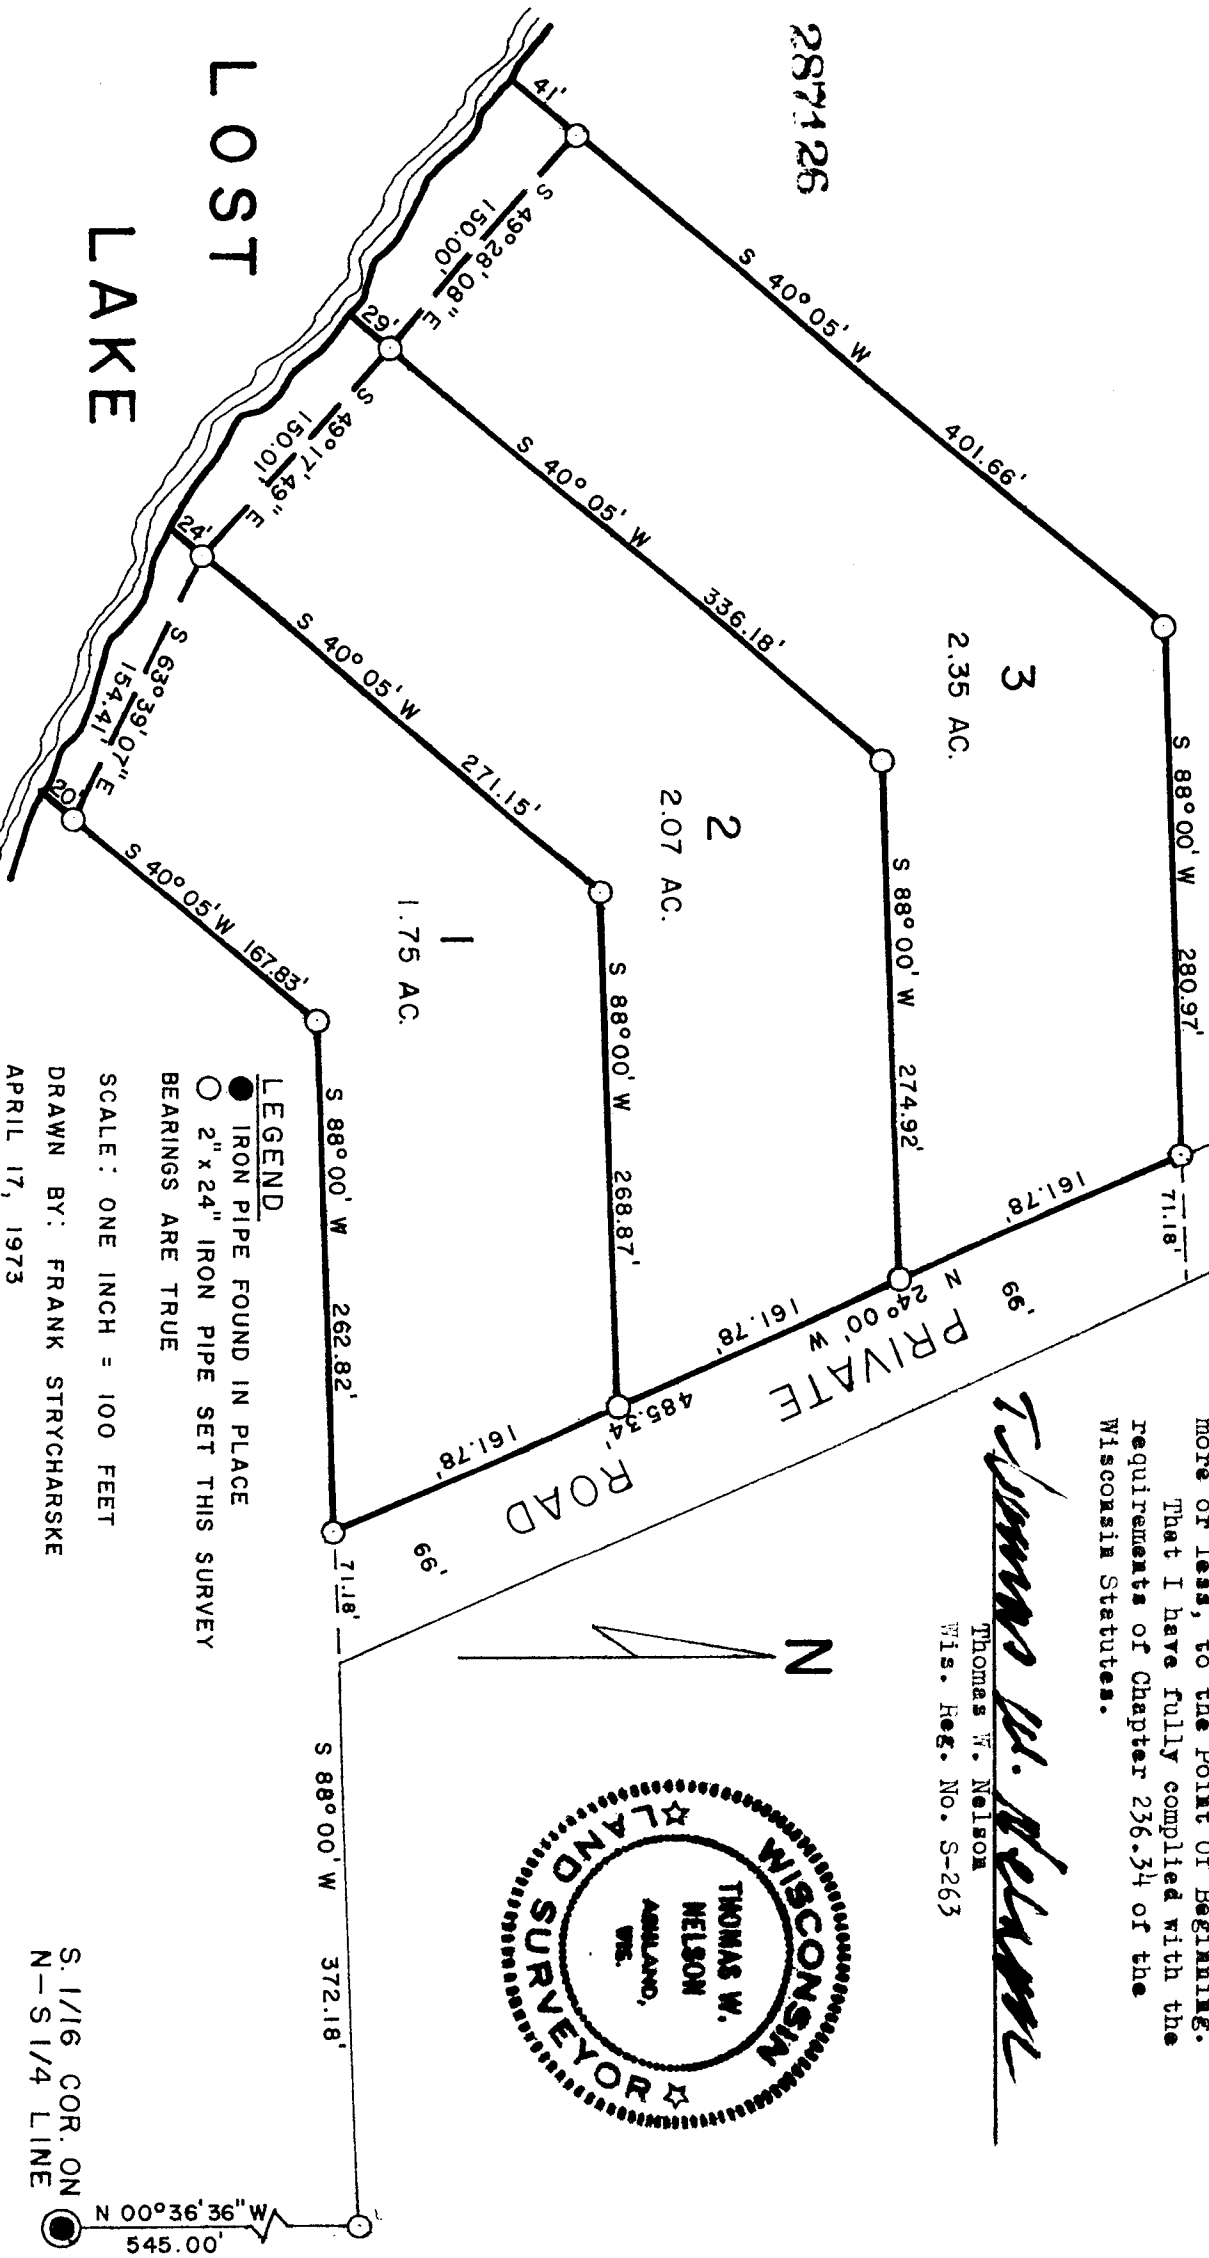 more or less, to the Point Of Beginning.
That I have fully complied with the
requirements of Chapter 236.34 of the
Wisconsin Statutes.
Thomas W. Nelson
Thomas W. Nelson
Wis. Reg. No. S-263
N
WISCONSIN
LAND SURVEYOR
THOMAS W.
NELSON
ASHLAND,
WIS.
LOST
LAKE
41'
S 49°28'08" E
150.00'
29'
S 49°17'49" E
150.01'
24'
S 63°39'07" E
154.41'
20'
S 40°05' W 401.66'
S 88°00' W 280.97'
71.18'
3
2.35 AC.
161.78'
S 40°05' W 336.18'
S 88°00' W 274.92'
66'
N 24°00' W
485.34'
PRIVATE
ROAD
2
2.07 AC.
161.78'
S 40°05' W 271.15'
S 88°00' W 268.87'
1
1.75 AC.
161.78'
66'
S 40°05' W 167.83'
S 88°00' W 262.82'
71.18'
S 88°00' W 372.18'
N 00°36'36" W
545.00'
S. 1/16 COR. ON
N-S 1/4 LINE
LEGEND
IRON PIPE FOUND IN PLACE
2" x 24" IRON PIPE SET THIS SURVEY
BEARINGS ARE TRUE
SCALE: ONE INCH = 100 FEET
DRAWN BY: FRANK STRYCHARSKE
APRIL 17, 1973